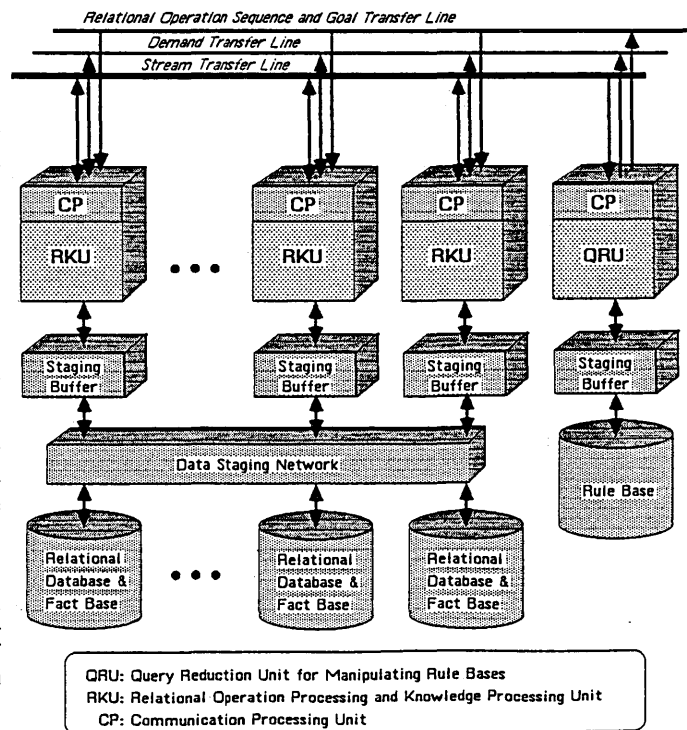 Relational Operation Sequence and Goal Transfer Line
Demand Transfer Line
Stream Transfer Line
CP
CP
CP
CP
RKU
RKU
RKU
QRU
Staging
Buffer
Staging
Buffer
Staging
Buffer
Staging
Buffer
Data Staging Network
Rule Base
Relational
Database &
Fact Base
Relational
Database &
Fact Base
Relational
Database &
Fact Base
QRU: Query Reduction Unit for Manipulating Rule Bases
RKU: Relational Operation Processing and Knowledge Processing Unit
CP: Communication Processing Unit